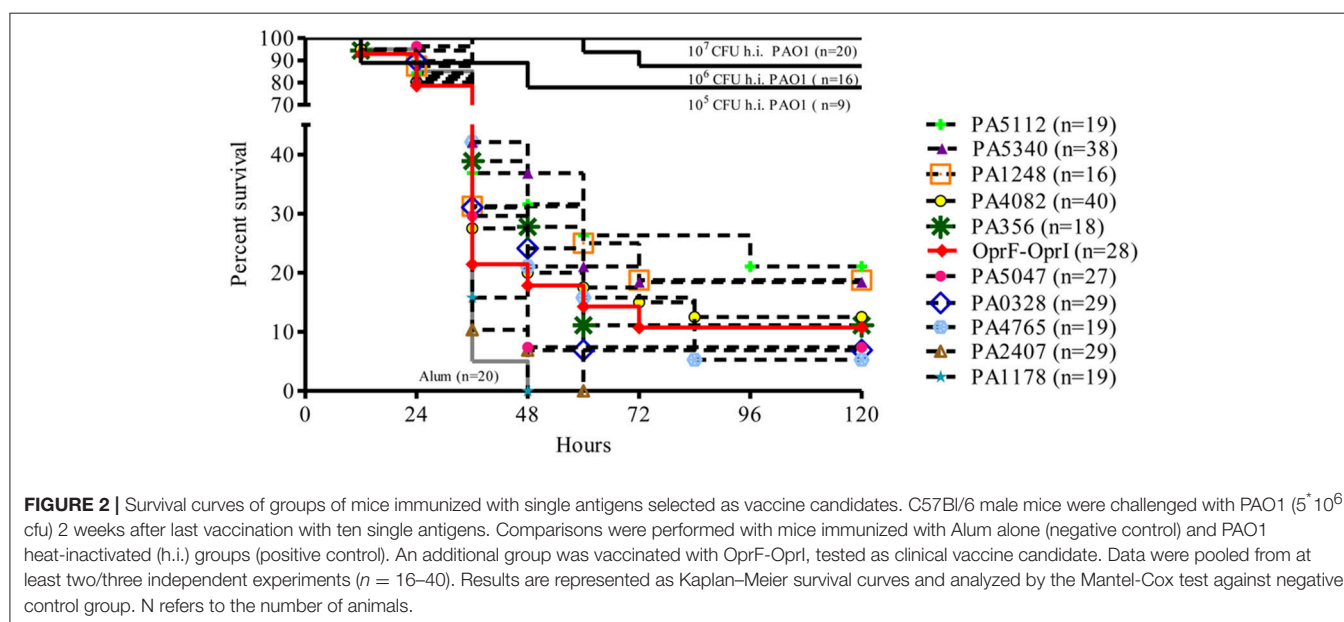 100
90
80
70
40
30
20
10
0
Percent survival
10⁷ CFU h.i. PAO1 (n=20)
10⁶ CFU h.i. PAO1 ( n=16)
10⁵ CFU h.i. PAO1 (n=9)
Alum (n=20)
0 24 48 72 96 120
Hours
PA5112 (n=19)
PA5340 (n=38)
PA1248 (n=16)
PA4082 (n=40)
PA356 (n=18)
OprF-OprI (n=28)
PA5047 (n=27)
PA0328 (n=29)
PA4765 (n=19)
PA2407 (n=29)
PA1178 (n=19)
FIGURE 2 | Survival curves of groups of mice immunized with single antigens selected as vaccine candidates. C57Bl/6 male mice were challenged with PAO1 (5*10⁶
cfu) 2 weeks after last vaccination with ten single antigens. Comparisons were performed with mice immunized with Alum alone (negative control) and PAO1
heat-inactivated (h.i.) groups (positive control). An additional group was vaccinated with OprF-OprI, tested as clinical vaccine candidate. Data were pooled from at
least two/three independent experiments (n = 16–40). Results are represented as Kaplan–Meier survival curves and analyzed by the Mantel-Cox test against negative
control group. N refers to the number of animals.